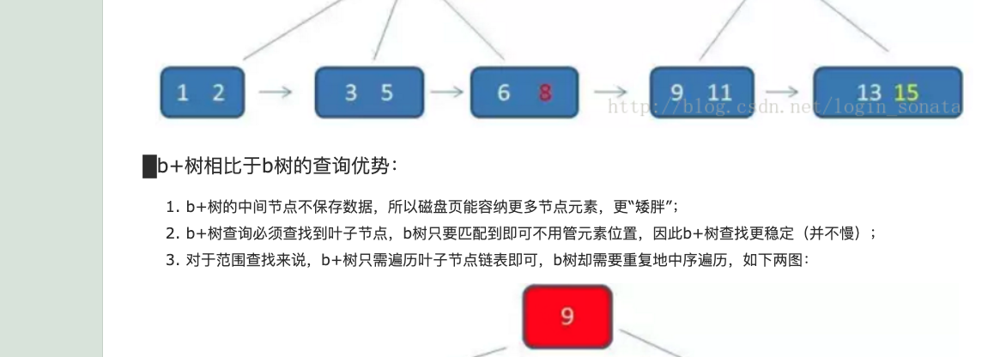 1 2 3 5 6 8 9 11 13 15
http://blog.csdn.net/login_sonata
b+树相比于b树的查询优势：
1. b+树的中间节点不保存数据，所以磁盘页能容纳更多节点元素，更“矮胖”；
2. b+树查询必须查找到叶子节点，b树只要匹配到即可不用管元素位置，因此b+树查找更稳定（并不慢）；
3. 对于范围查找来说，b+树只需遍历叶子节点链表即可，b树却需要重复地中序遍历，如下两图：
9